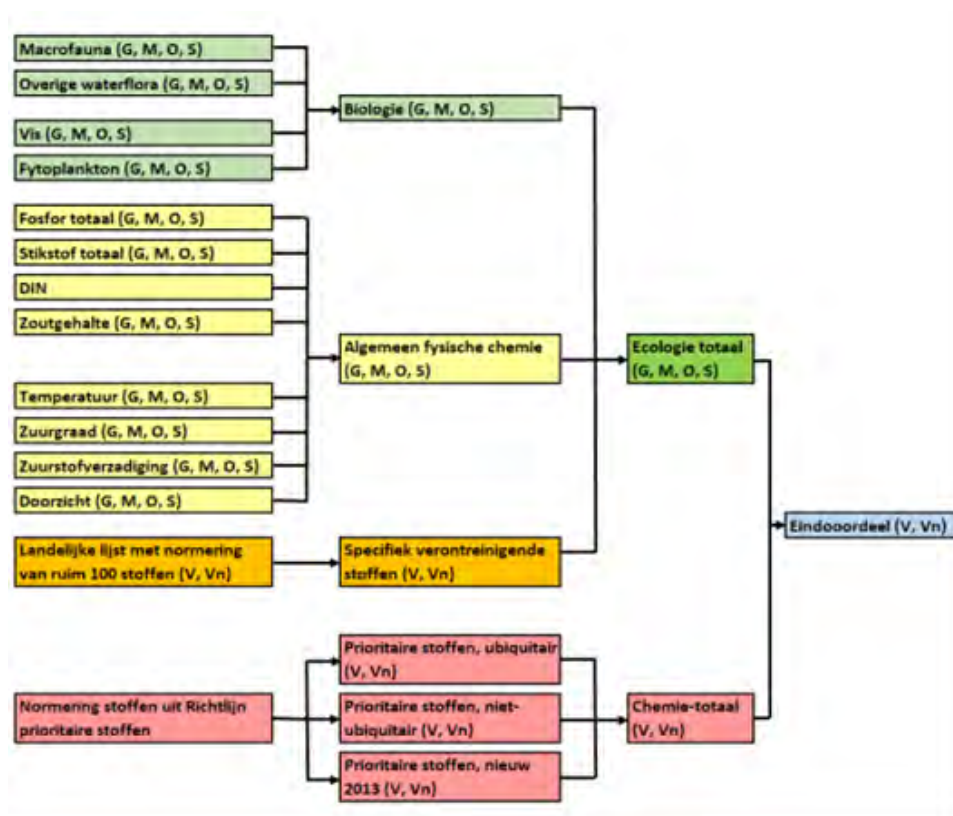 Macrofauna (G, M, O, S)
Overige waterflora (G, M, O, S)
Vis (G, M, O, S)
Fytoplankton (G, M, O, S)
Biologie (G, M, O, S)
Fosfor totaal (G, M, O, S)
Stikstof totaal (G, M, O, S)
DIN
Zoutgehalte (G, M, O, S)
Temperatuur (G, M, O, S)
Zuurgraad (G, M, O, S)
Zuurstofverzadiging (G, M, O, S)
Doorzicht (G, M, O, S)
Algemeen fysische chemie
(G, M, O, S)
Ecologie totaal
(G, M, O, S)
Landelijke lijst met normering
van ruim 100 stoffen (V, Vn)
Specifiek verontreinigende
stoffen (V, Vn)
Eindooordeel (V, Vn)
Normering stoffen uit Richtlijn
prioritaire stoffen
Prioritaire stoffen, ubiquitair
(V, Vn)
Prioritaire stoffen, niet-
ubiquitair (V, Vn)
Prioritaire stoffen, nieuw
2013 (V, Vn)
Chemie-totaal
(V, Vn)